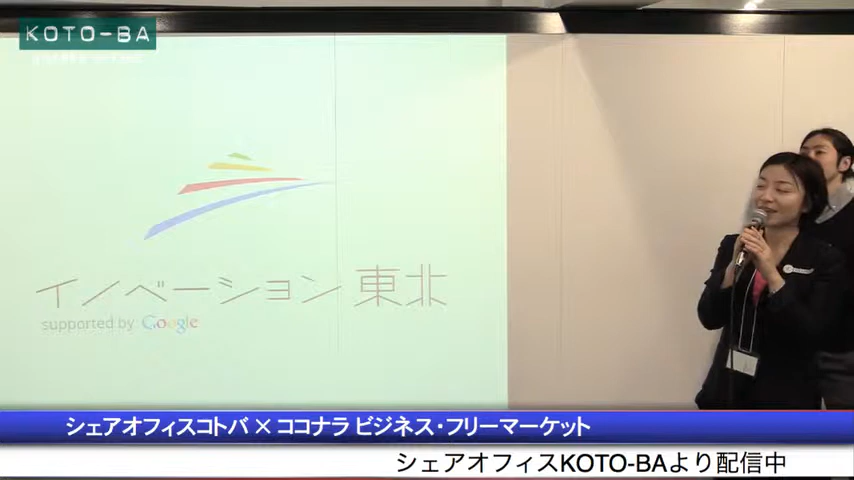 KOTO-BA
イノベーション東北
supported by Google
シェアオフィスコトバ × ココナラ ビジネス・フリーマーケット
シェアオフィスKOTO-BAより配信中